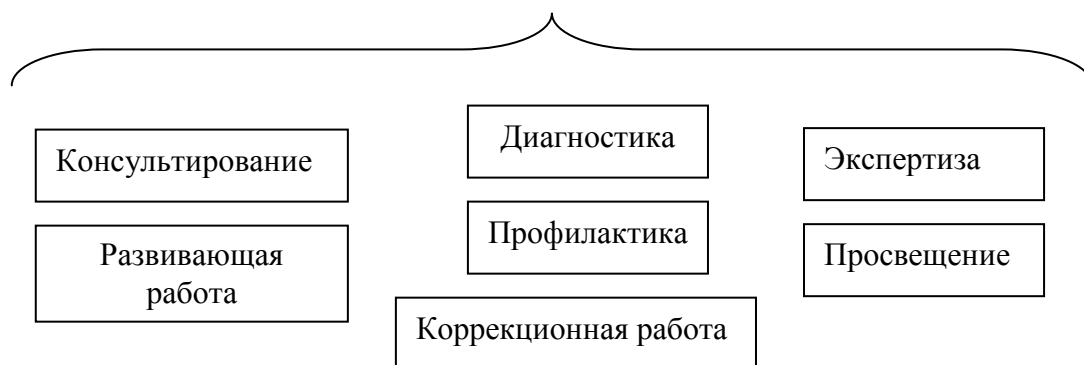 Консультирование
Диагностика
Экспертиза
Развивающая
работа
Профилактика
Просвещение
Коррекционная работа